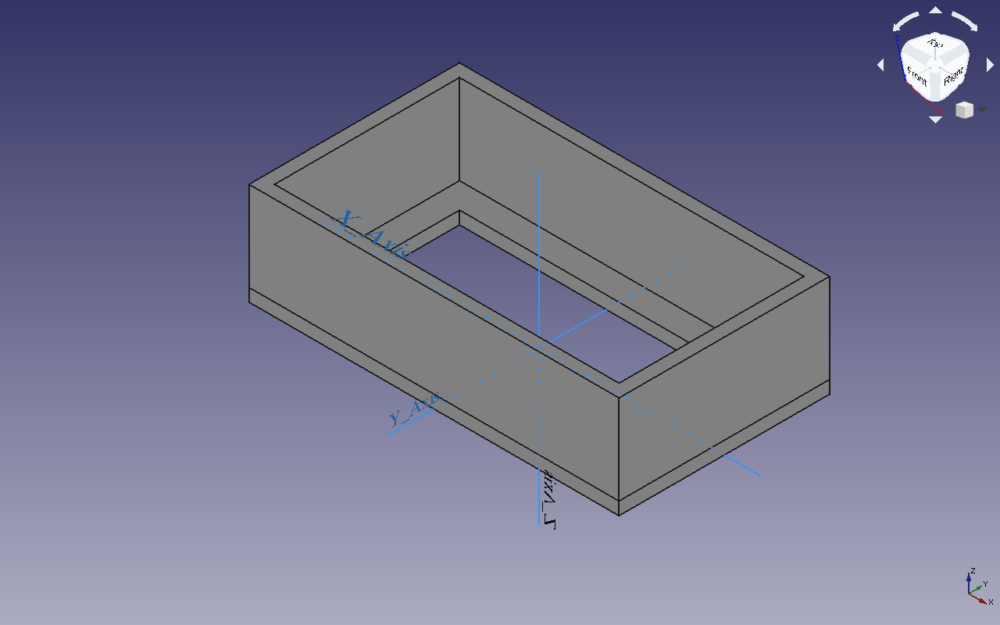 Top
Z
Front
Right
X
X_Axis
Y_Axis
Z_Axis
Z
Y
X